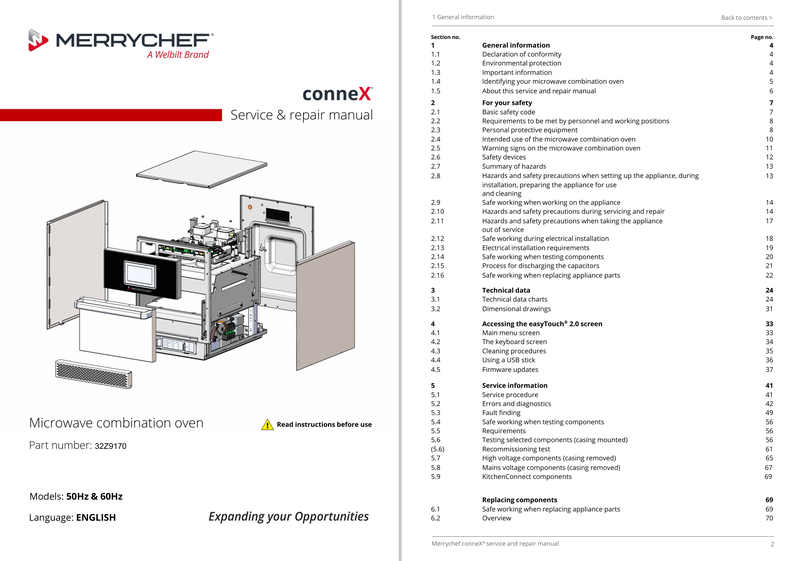 MERRYCHEF®
A Welbilt Brand
conneX®
Service & repair manual
Microwave combination oven
Read instructions before use
Part number: 32Z9170
Models: 50Hz & 60Hz
Language: ENGLISH
Expanding your Opportunities
1 General information Back to contents >
Section no. Page no.
1 General information 4
1.1 Declaration of conformity 4
1.2 Environmental protection 4
1.3 Important information 4
1.4 Identifying your microwave combination oven 5
1.5 About this service and repair manual 6
2 For your safety 7
2.1 Basic safety code 7
2.2 Requirements to be met by personnel and working positions 8
2.3 Personal protective equipment 8
2.4 Intended use of the microwave combination oven 10
2.5 Warning signs on the microwave combination oven 11
2.6 Safety devices 12
2.7 Summary of hazards 13
2.8 Hazards and safety precautions when setting up the appliance, during 13
installation, preparing the appliance for use
and cleaning
2.9 Safe working when working on the appliance 14
2.10 Hazards and safety precautions during servicing and repair 14
2.11 Hazards and safety precautions when taking the appliance 17
out of service
2.12 Safe working during electrical installation 18
2.13 Electrical installation requirements 19
2.14 Safe working when testing components 20
2.15 Process for discharging the capacitors 21
2.16 Safe working when replacing appliance parts 22
3 Technical data 24
3.1 Technical data charts 24
3.2 Dimensional drawings 31
4 Accessing the easyTouch® 2.0 screen 33
4.1 Main menu screen 33
4.2 The keyboard screen 34
4.3 Cleaning procedures 35
4.4 Using a USB stick 36
4.5 Firmware updates 37
5 Service information 41
5.1 Service procedure 41
5.2 Errors and diagnostics 42
5.3 Fault finding 49
5.4 Safe working when testing components 56
5.5 Requirements 56
5.6 Testing selected components (casing mounted) 56
(5.6) Recommissioning test 61
5.7 High voltage components (casing removed) 65
5.8 Mains voltage components (casing removed) 67
5.9 KitchenConnect components 69
Replacing components 69
6.1 Safe working when replacing appliance parts 69
6.2 Overview 70
Merrychef conneX® service and repair manual 2